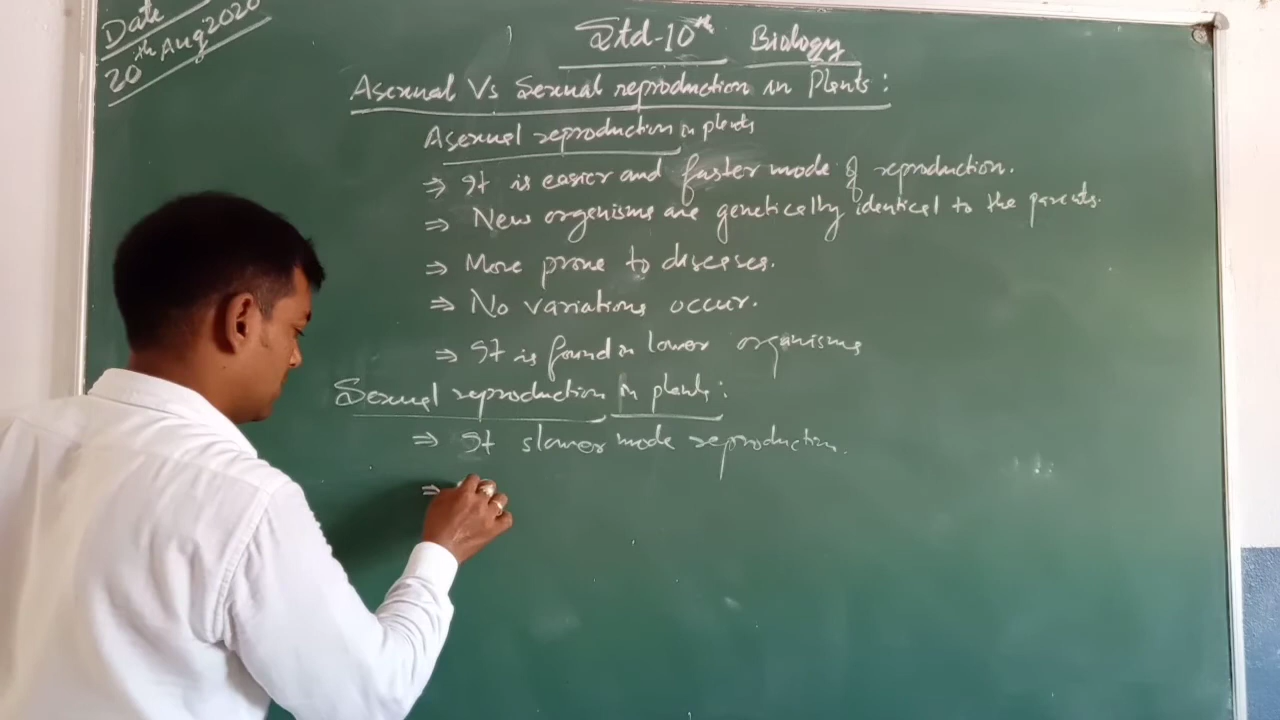 Date
20th Aug 2020
Std-10th Biology
Asexual Vs Sexual reproduction in Plants:
Asexual reproduction in plants
⇒ It is easier and faster mode of reproduction.
⇒ New organisms are genetically identical to the parents.
⇒ More prone to diseases.
⇒ No variations occur.
⇒ It is found in lower organisms
Sexual reproduction in plants:
⇒ It slower mode reproduction.
⇒